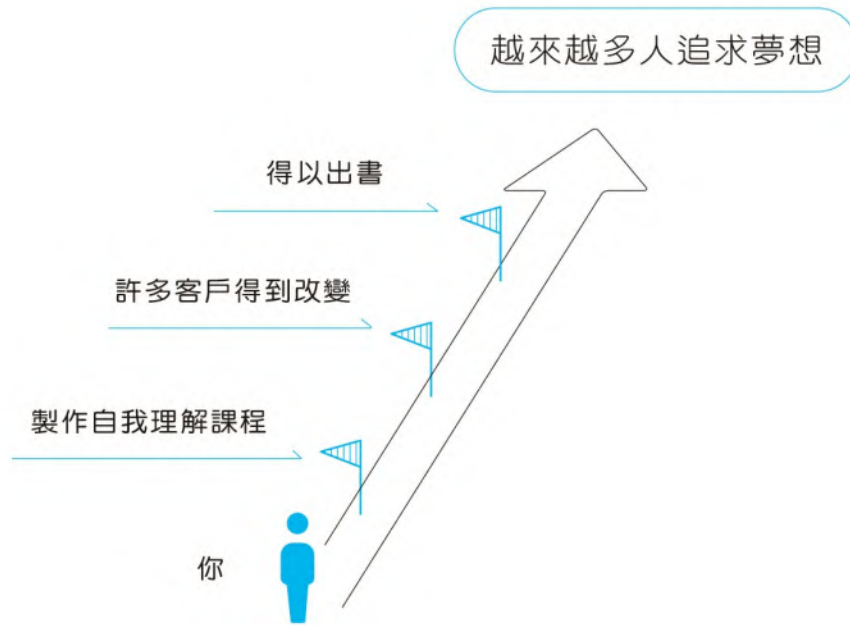 越來越多人追求夢想
得以出書
許多客戶得到改變
製作自我理解課程
你